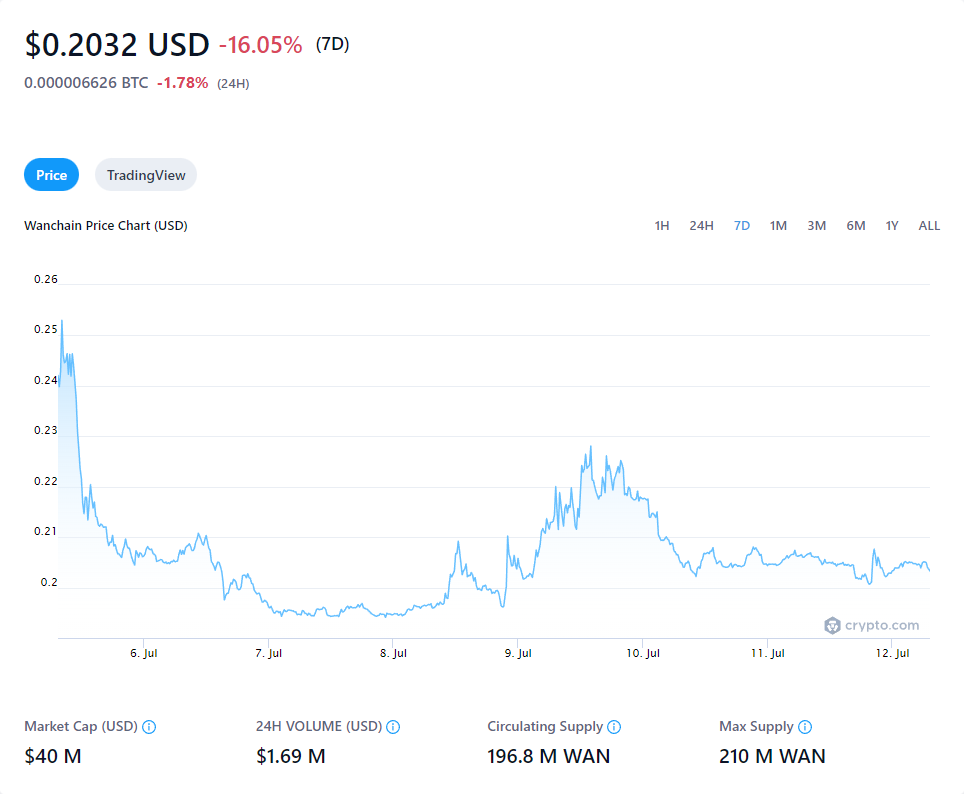 $0.2032 USD -16.05% (7D)
0.000006626 BTC -1.78% (24H)
Price TradingView
Wanchain Price Chart (USD) 1H 24H 7D 1M 3M 6M 1Y ALL
0.26
0.25
0.24
0.23
0.22
0.21
0.2
crypto.com
6. Jul 7. Jul 8. Jul 9. Jul 10. Jul 11. Jul 12. Jul
Market Cap (USD) 24H VOLUME (USD) Circulating Supply Max Supply
$40 M $1.69 M 196.8 M WAN 210 M WAN